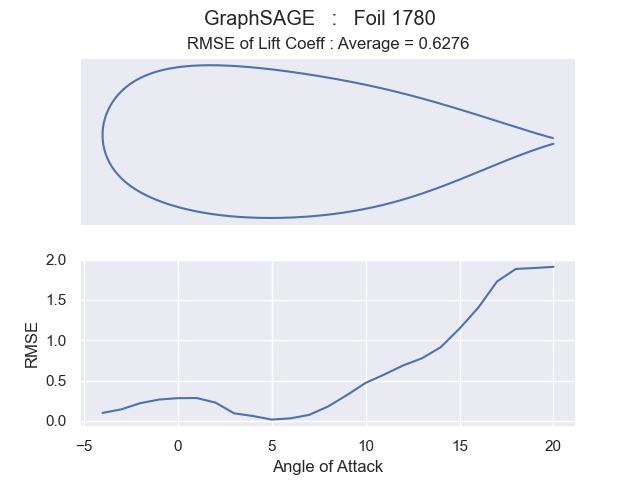 GraphSAGE   :   Foil 1780
RMSE of Lift Coeff : Average = 0.6276
2.0
1.5
1.0
0.5
0.0
RMSE
−5 0 5 10 15 20
Angle of Attack